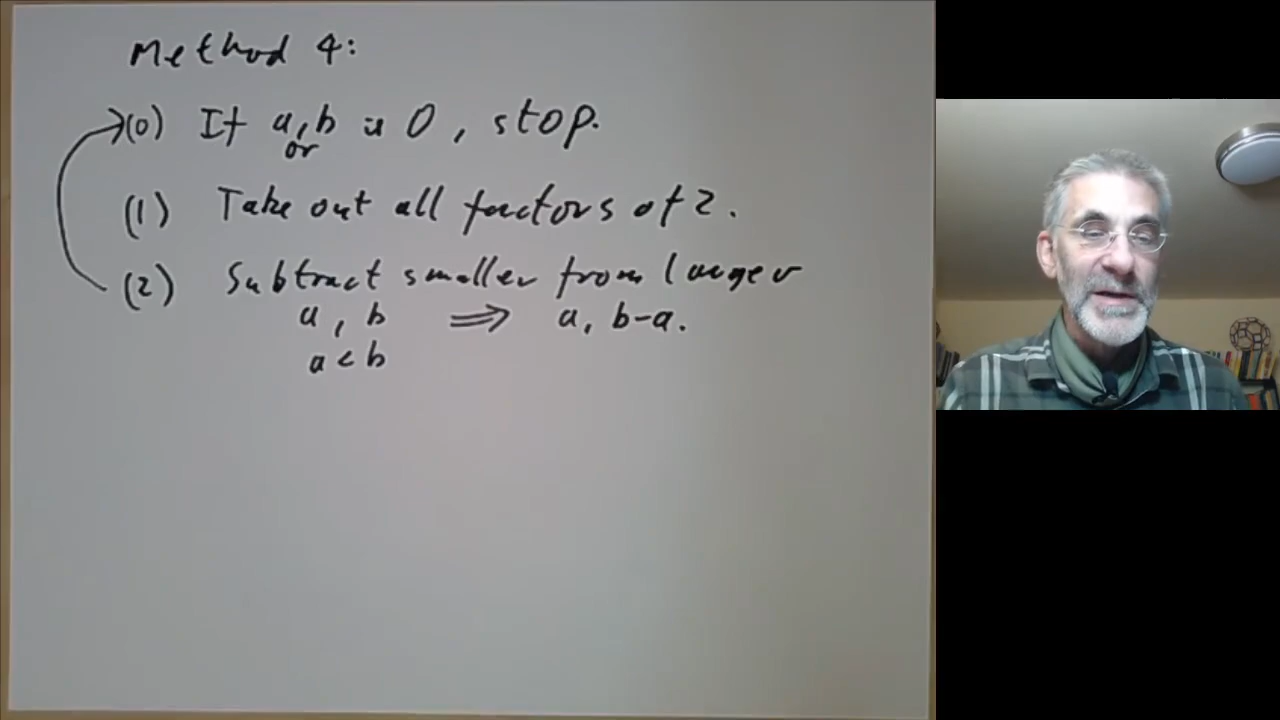 Method 4:
(0) If a, b is 0, stop.
or
(1) Take out all factors of 2.
(2) Subtract smaller from larger
a, b ⇒ a, b-a.
a < b